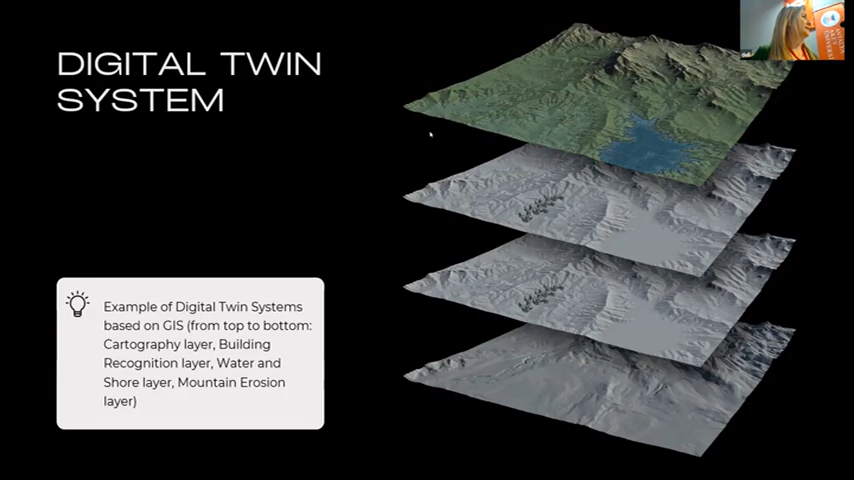 DIGITAL TWIN
SYSTEM
Example of Digital Twin Systems
based on GIS (from top to bottom:
Cartography layer, Building
Recognition layer, Water and
Shore layer, Mountain Erosion
layer)